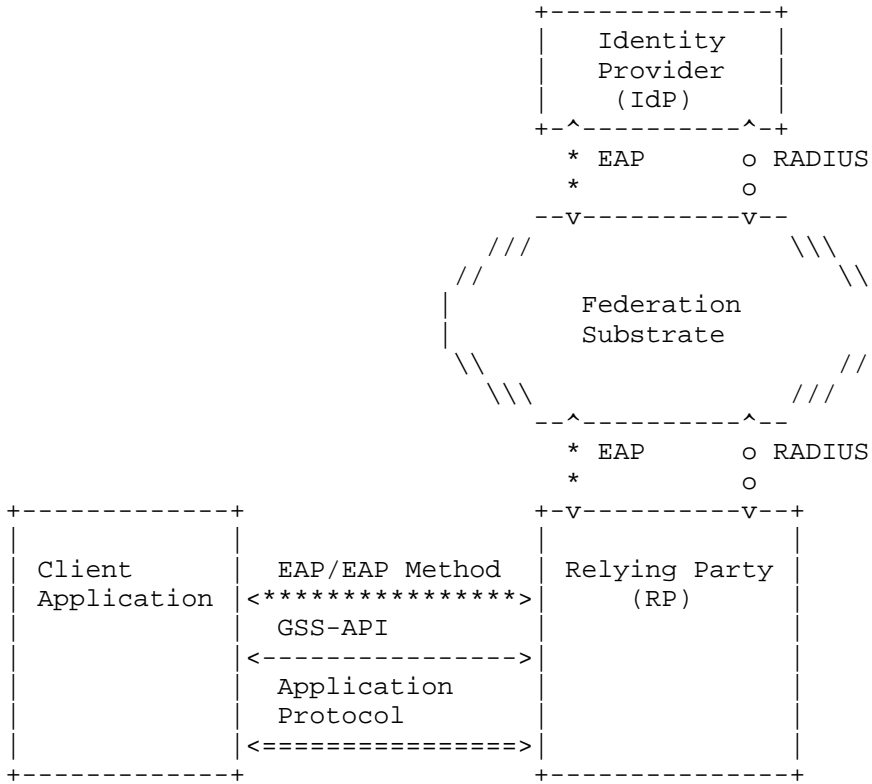 Identity
Provider
(IdP)
* EAP o RADIUS
* o
Federation
Substrate
* EAP o RADIUS
* o
Client
Application
EAP/EAP Method
<****************>
GSS-API
<---------------->
Application
Protocol
<================>
Relying Party
(RP)